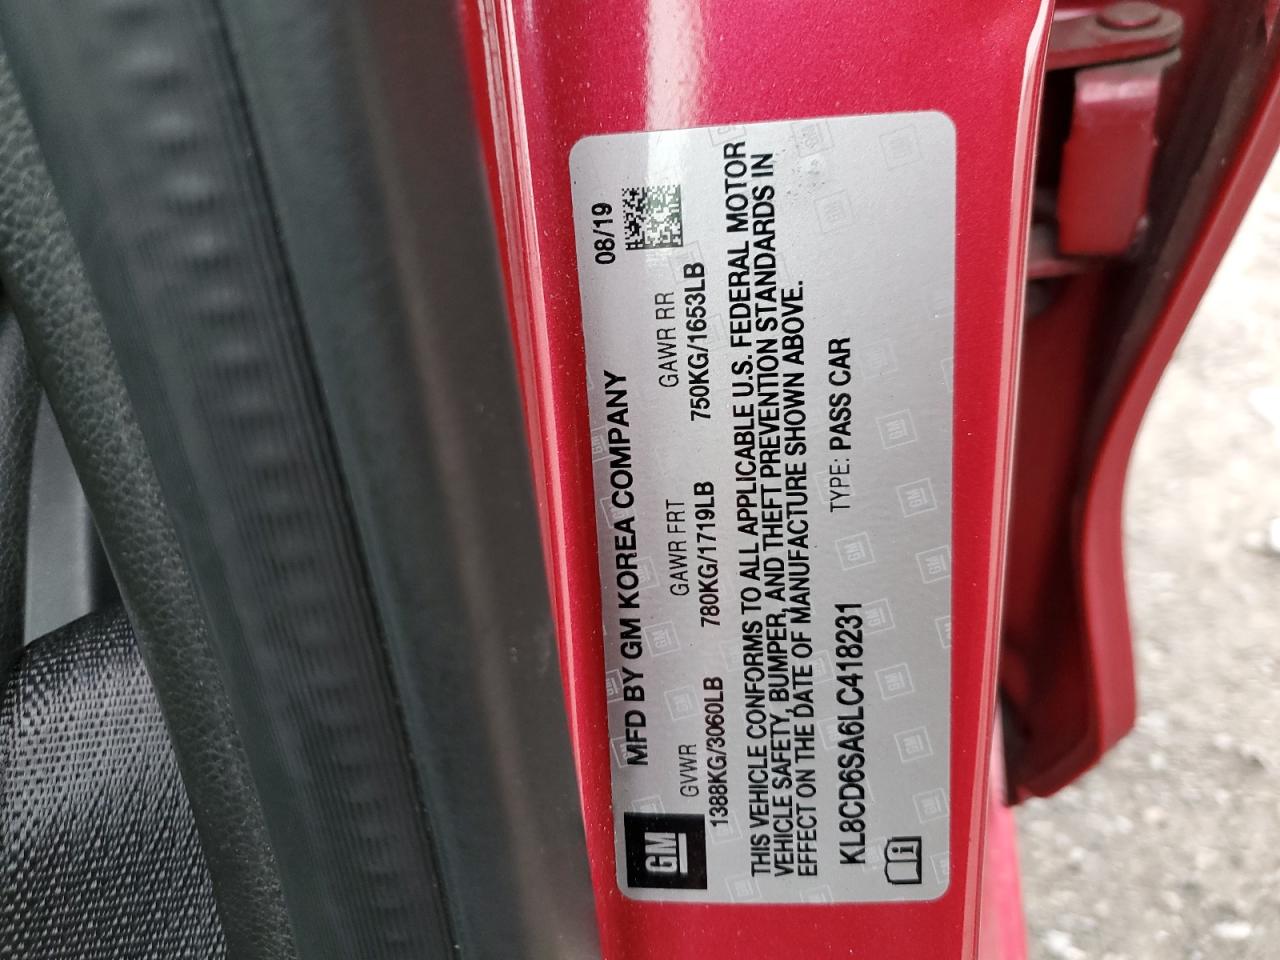 GM
MFD BY GM KOREA COMPANY 08/19
GVWR GAWR FRT GAWR RR
1388KG/3060LB 780KG/1719LB 750KG/1653LB
THIS VEHICLE CONFORMS TO ALL APPLICABLE U.S. FEDERAL MOTOR
VEHICLE SAFETY, BUMPER, AND THEFT PREVENTION STANDARDS IN
EFFECT ON THE DATE OF MANUFACTURE SHOWN ABOVE.
KL8CD6SA6LC418231 TYPE: PASS CAR